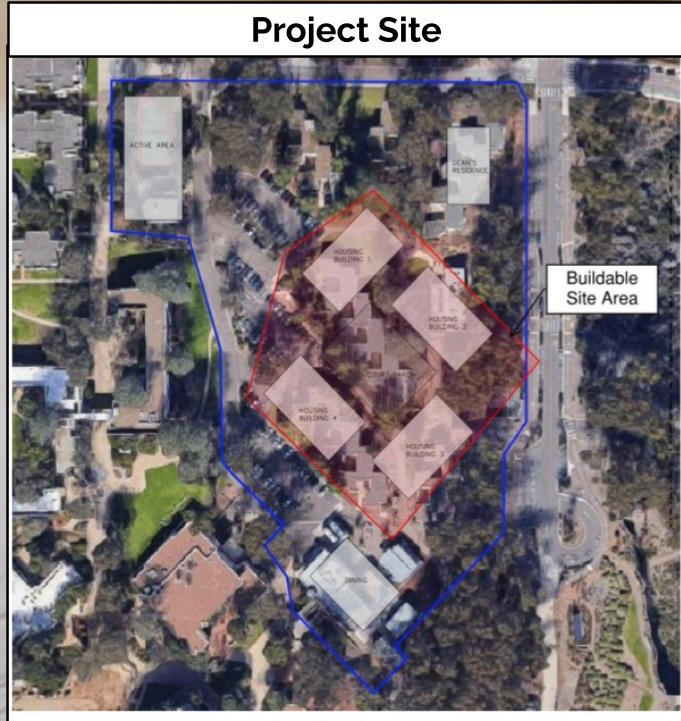 Project Site
ACTIVE AREA
DEAN'S
RESIDENCE
HOUSING
BUILDING 1
Buildable
Site Area
HOUSING
BUILDING 2
COURTYARD
HOUSING
BUILDING 4
HOUSING
BUILDING 3
DINING